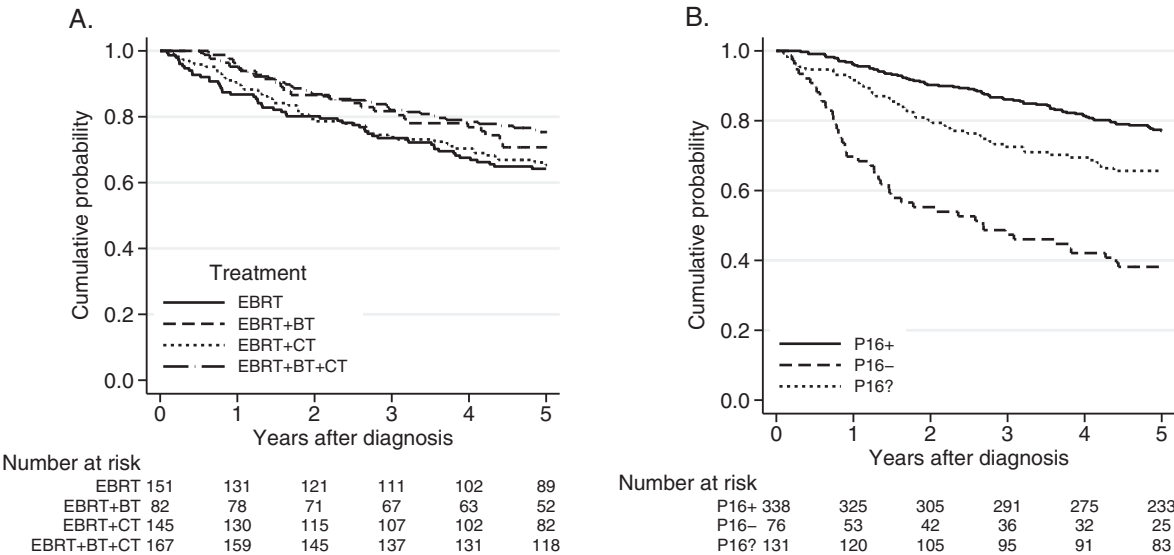 A.
Cumulative probability
1.0
0.8
0.6
0.4
0.2
0.0
Treatment
EBRT
EBRT+BT
EBRT+CT
EBRT+BT+CT
0 1 2 3 4 5
Years after diagnosis
Number at risk
EBRT 151 131 121 111 102 89
EBRT+BT 82 78 71 67 63 52
EBRT+CT 145 130 115 107 102 82
EBRT+BT+CT 167 159 145 137 131 118
B.
Cumulative probability
1.0
0.8
0.6
0.4
0.2
0.0
P16+
P16−
P16?
0 1 2 3 4 5
Years after diagnosis
Number at risk
P16+ 338 325 305 291 275 233
P16− 76 53 42 36 32 25
P16? 131 120 105 95 91 83